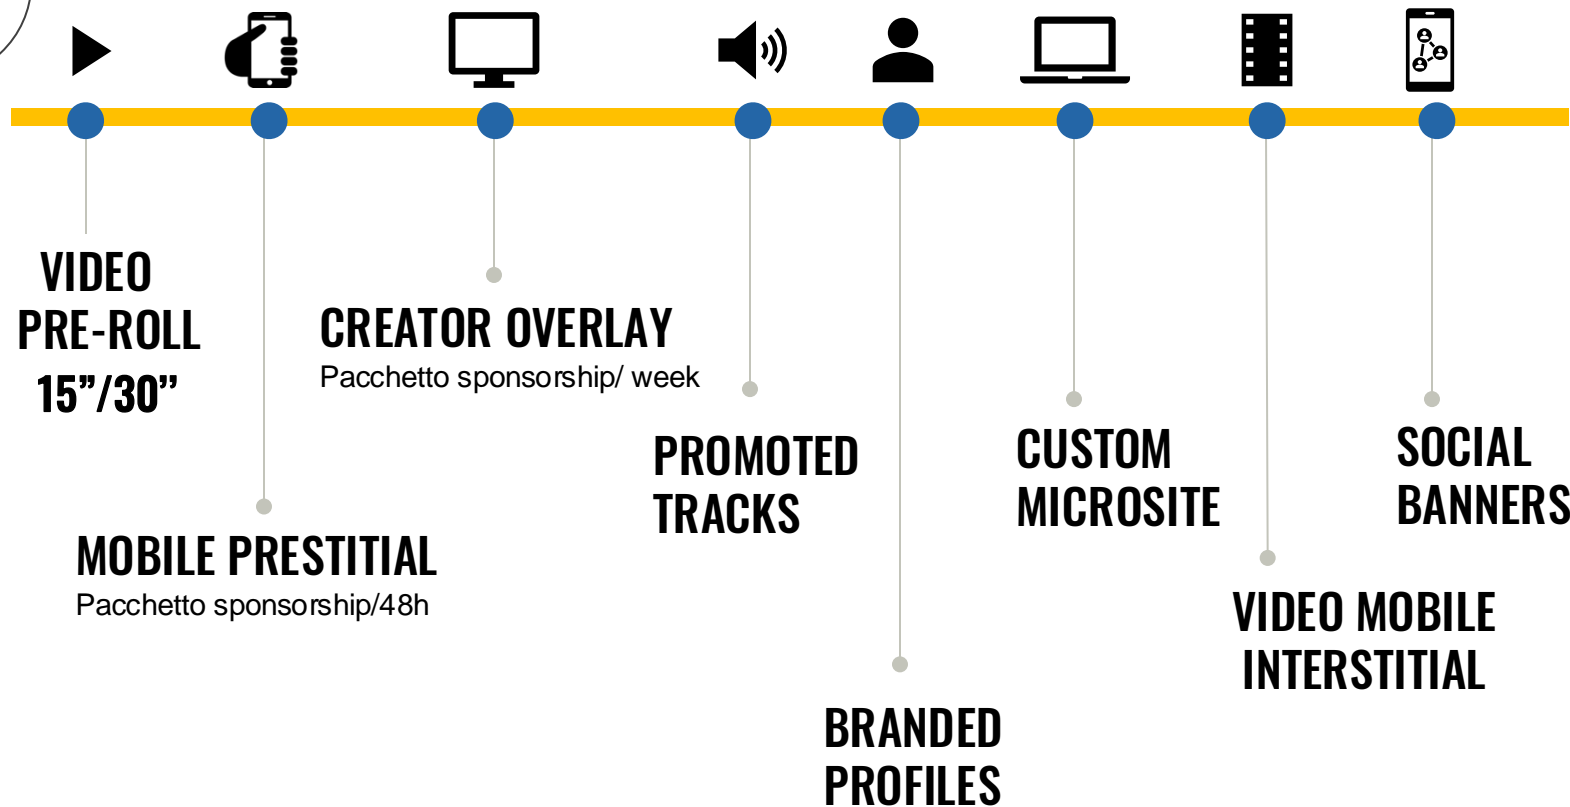 VIDEO
PRE-ROLL
15”/30”
MOBILE PRESTITIAL
Pacchetto sponsorship/48h
CREATOR OVERLAY
Pacchetto sponsorship/ week
PROMOTED
TRACKS
BRANDED
PROFILES
CUSTOM
MICROSITE
VIDEO MOBILE
INTERSTITIAL
SOCIAL
BANNERS